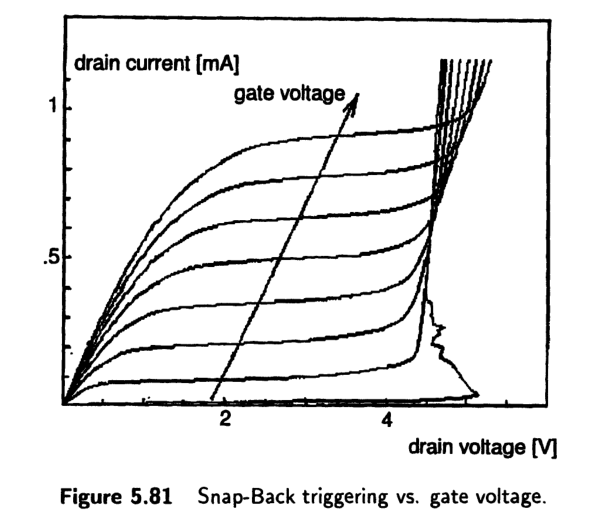 drain current [mA]
gate voltage
1
.5
2
4
drain voltage [V]
Figure 5.81 Snap-Back triggering vs. gate voltage.